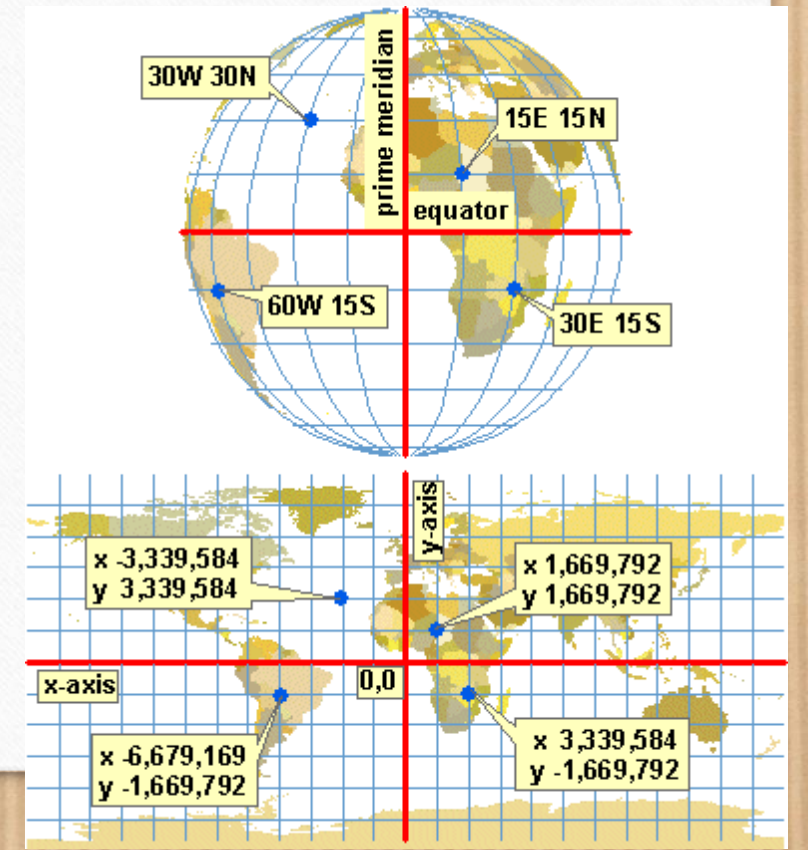 prime meridian
30W 30N
15E 15N
equator
60W 15S
30E 15S
y-axis
x -3,339,584
y 3,339,584
x 1,669,792
y 1,669,792
x-axis
0,0
x -6,679,169
y -1,669,792
x 3,339,584
y -1,669,792